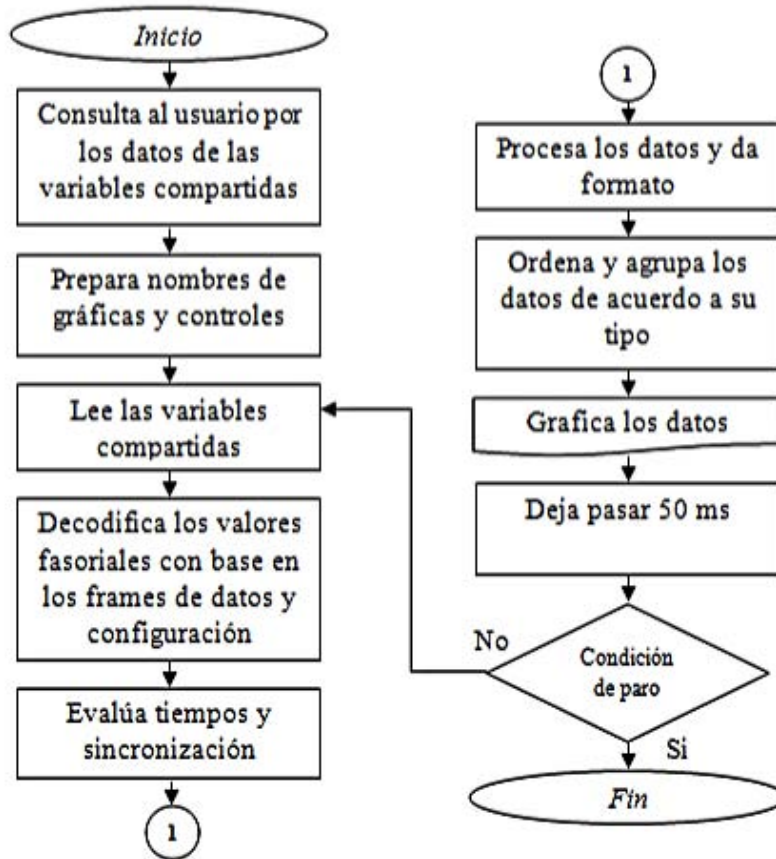 Inicio
Consulta al usuario por
los datos de las
variables compartidas
Prepara nombres de
gráficas y controles
Lee las variables
compartidas
Decodifica los valores
fasoriales con base en
los frames de datos y
configuración
Evalúa tiempos y
sincronización
1
1
Procesa los datos y da
formato
Ordena y agrupa los
datos de acuerdo a su
tipo
Grafica los datos
Deja pasar 50 ms
No
Condición
de paro
Si
Fin